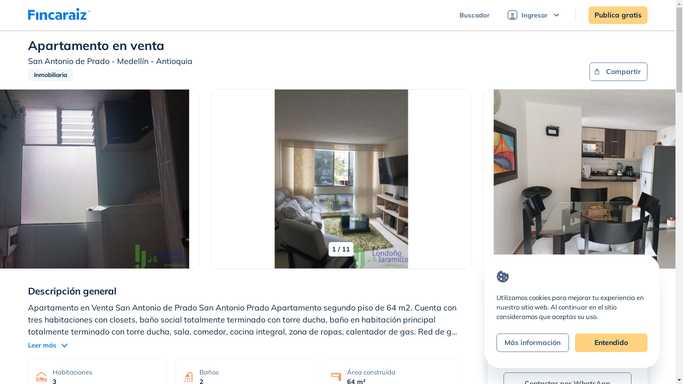 Fincaraiz
Buscador
Ingresar
Publica gratis
Apartamento en venta
San Antonio de Prado - Medellín - Antioquia
Inmobiliaria
Compartir
Londoño
Jaramillo
1 / 11
Descripción general
Apartamento en Venta San Antonio de Prado San Antonio Prado Apartamento segundo piso de 64 m2. Cuenta con
tres habitaciones con closets, baño social totalmente terminado con torre ducha, baño en habitación principal
totalmente terminado con torre ducha, sala, comedor, cocina integral, zona de ropas, calentador de gas. Red de g...
Leer más
Habitaciones
3
Baños
2
Área construida
64 m²
Utilizamos cookies para mejorar tu experiencia en
nuestro sitio web. Al continuar en el sitio
consideramos que aceptas su uso.
Más información
Entendido
Contactar por WhatsApp